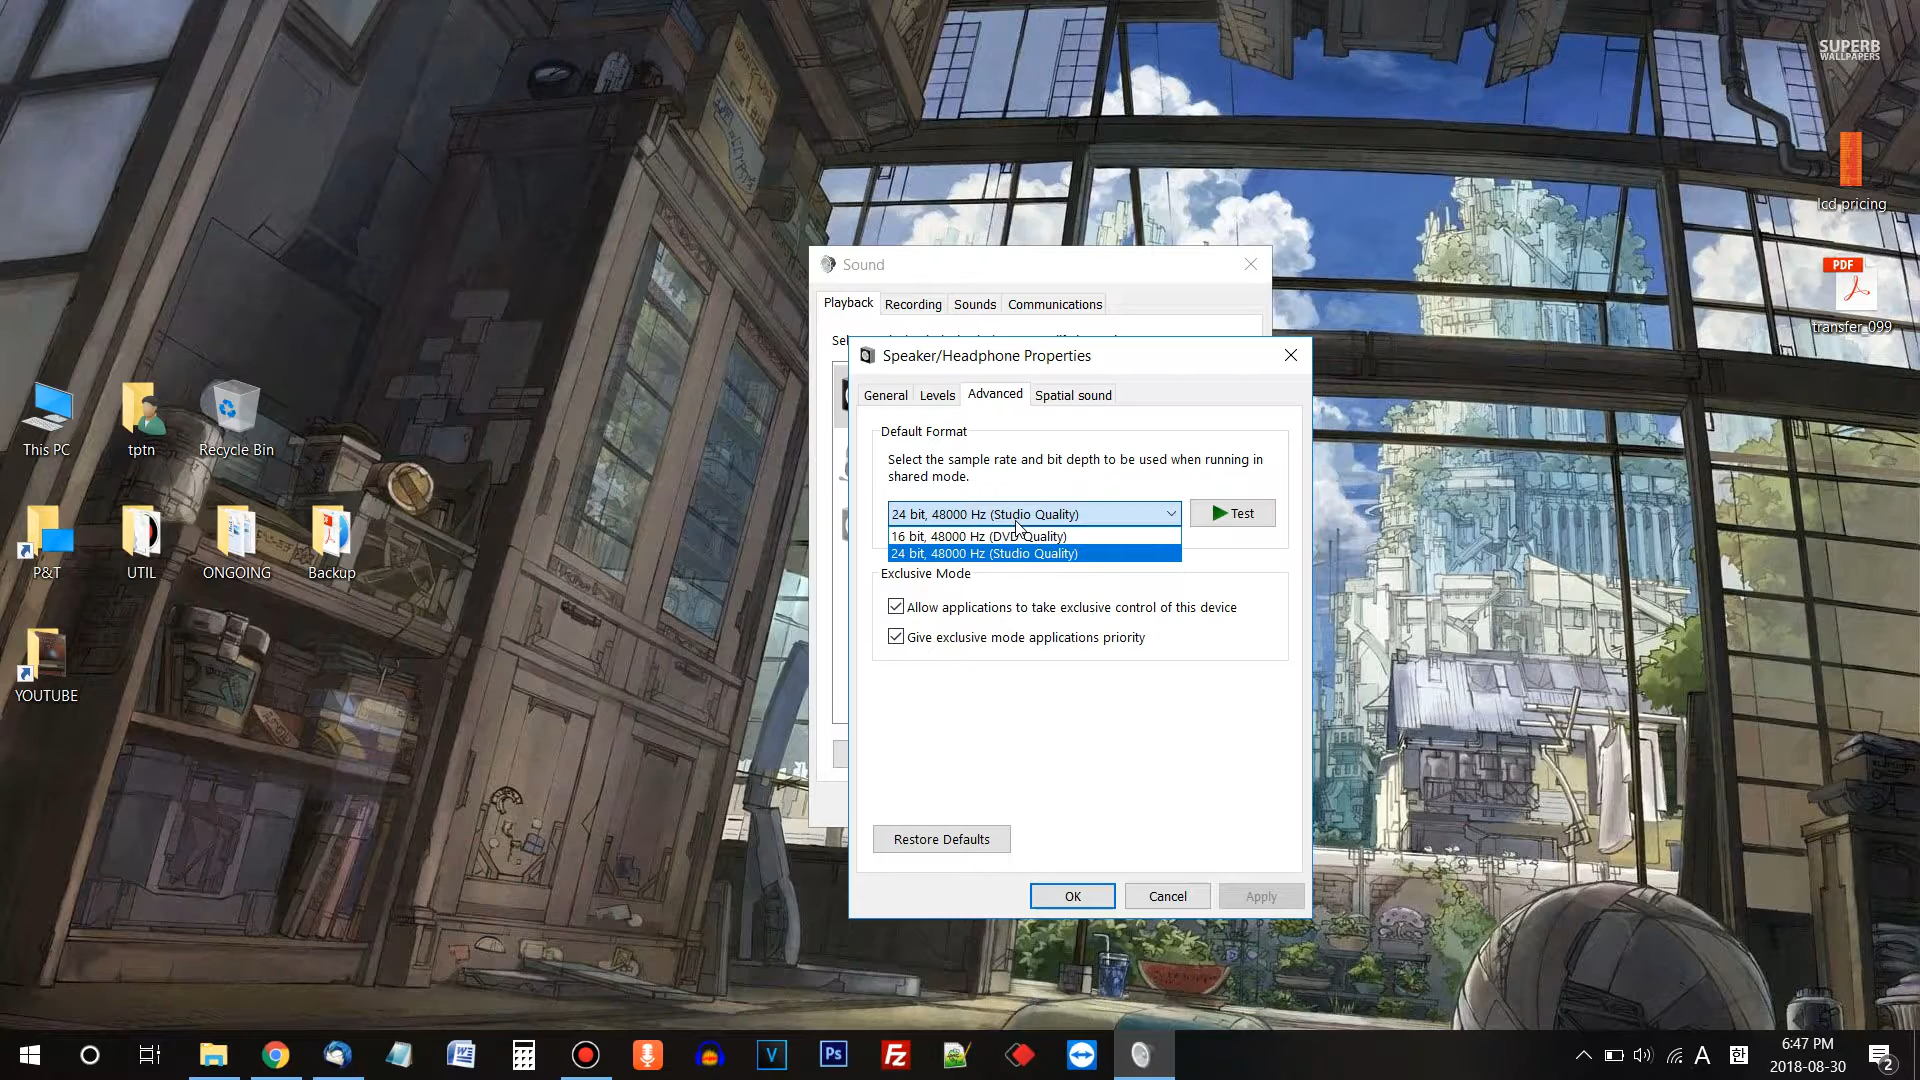 SUPERB
WALLPAPERS
lcd pricing
PDF
transfer_099
This PC
tptn
Recycle Bin
P&T
UTIL
ONGOING
Backup
YOUTUBE
Sound
Playback
Recording
Sounds
Communications
Speaker/Headphone Properties
General
Levels
Advanced
Spatial sound
Default Format
Select the sample rate and bit depth to be used when running in
shared mode.
24 bit, 48000 Hz (Studio Quality)
Test
16 bit, 48000 Hz (DVD Quality)
24 bit, 48000 Hz (Studio Quality)
Exclusive Mode
Allow applications to take exclusive control of this device
Give exclusive mode applications priority
Restore Defaults
OK
Cancel
Apply
V
Ps
Fz
A
한
6:47 PM
2018-08-30
2